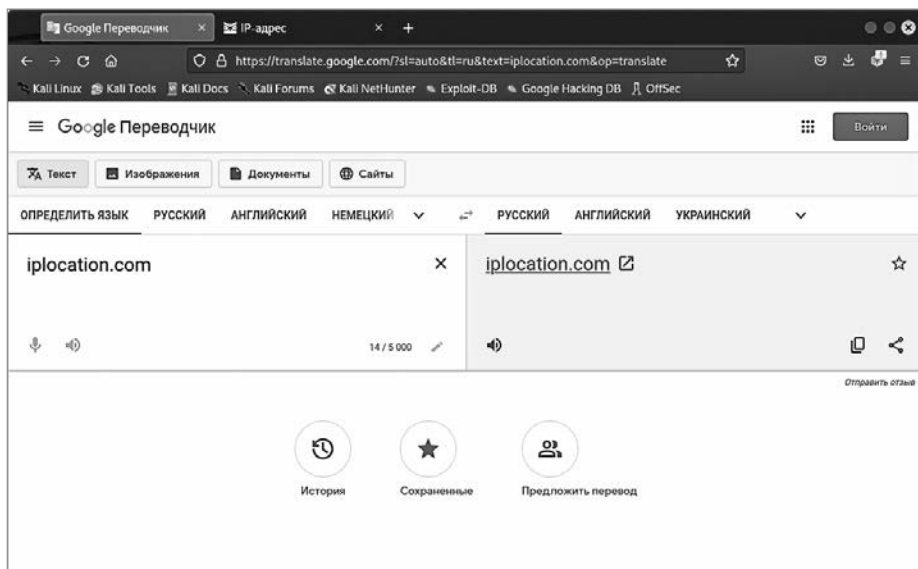 Google Переводчик × IP-адрес × +
https://translate.google.com/?sl=auto&tl=ru&text=iplocation.com&op=translate
Kali Linux Kali Tools Kali Docs Kali Forums Kali NetHunter Exploit-DB Google Hacking DB OffSec
Google Переводчик Войти
Текст Изображения Документы Сайты
ОПРЕДЕЛИТЬ ЯЗЫК РУССКИЙ АНГЛИЙСКИЙ НЕМЕЦКИЙ РУССКИЙ АНГЛИЙСКИЙ УКРАИНСКИЙ
iplocation.com × iplocation.com
14 / 5 000
Отправить отзыв
История Сохраненные Предложить перевод